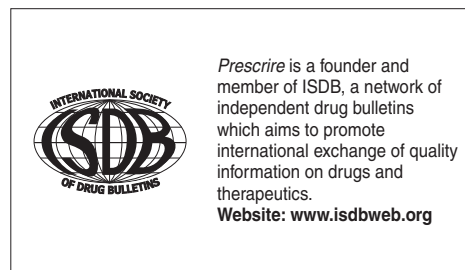 INTERNATIONAL SOCIETY
ISDB
OF DRUG BULLETINS
Prescrire is a founder and
member of ISDB, a network of
independent drug bulletins
which aims to promote
international exchange of quality
information on drugs and
therapeutics.
Website: www.isdbweb.org